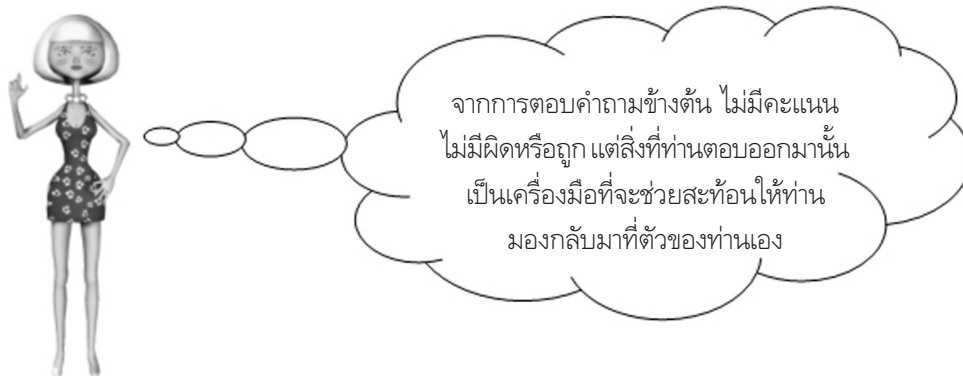 จากการตอบคำถามข้างต้น ไม่มีคะแนน
ไม่มีผิดหรือถูก แต่สิ่งที่ท่านตอบออกมานั้น
เป็นเครื่องมือที่จะช่วยสะท้อนให้ท่าน
มองกลับมาที่ตัวของท่านเอง